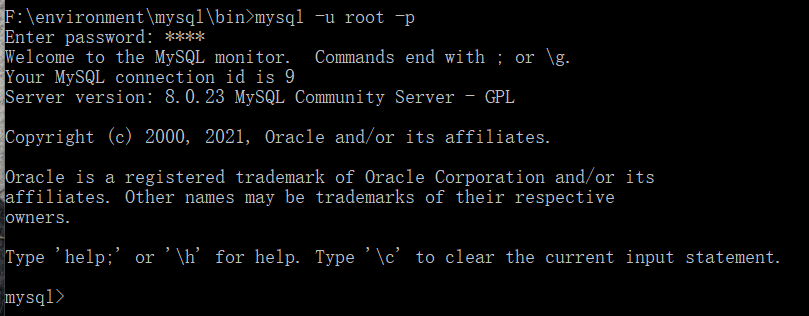 F:\environment\mysql\bin>mysql -u root -p
Enter password: ****
Welcome to the MySQL monitor.  Commands end with ; or \g.
Your MySQL connection id is 9
Server version: 8.0.23 MySQL Community Server - GPL
Copyright (c) 2000, 2021, Oracle and/or its affiliates.
Oracle is a registered trademark of Oracle Corporation and/or its
affiliates. Other names may be trademarks of their respective
owners.
Type 'help;' or '\h' for help. Type '\c' to clear the current input statement.
mysql>